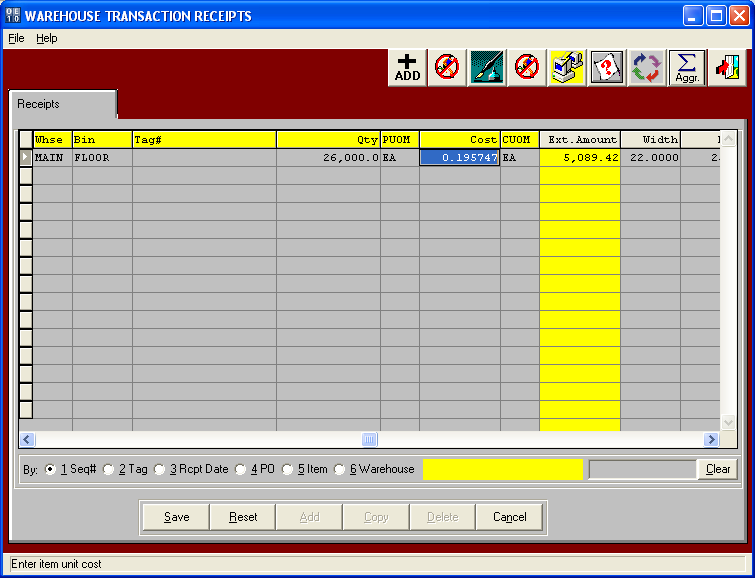 WAREHOUSE TRANSACTION RECEIPTS
File Help
ADD Aggr.
Receipts
Whse Bin Tag# Qty PUOM Cost CUOM Ext.Amount Width
MAIN FLOOR 26,000.0 EA 0.195747 EA 5,089.42 22.0000
By: 1 Seq# 2 Tag 3 Rcpt Date 4 PO 5 Item 6 Warehouse Clear
Save Reset Add Copy Delete Cancel
Enter item unit cost